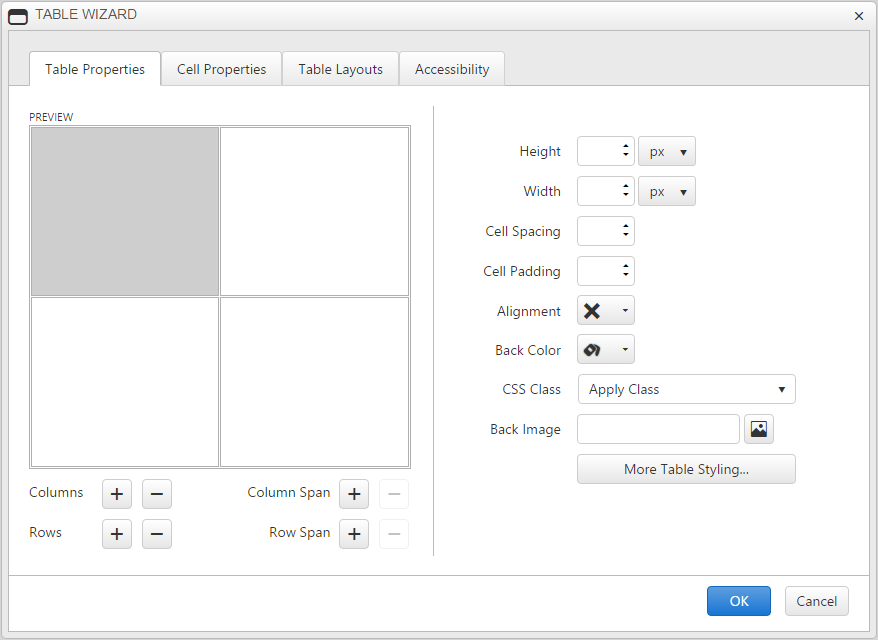 TABLE WIZARD
Table Properties
Cell Properties
Table Layouts
Accessibility
PREVIEW
Columns
Column Span
Rows
Row Span
Height
px
Width
px
Cell Spacing
Cell Padding
Alignment
Back Color
CSS Class
Apply Class
Back Image
More Table Styling...
OK
Cancel